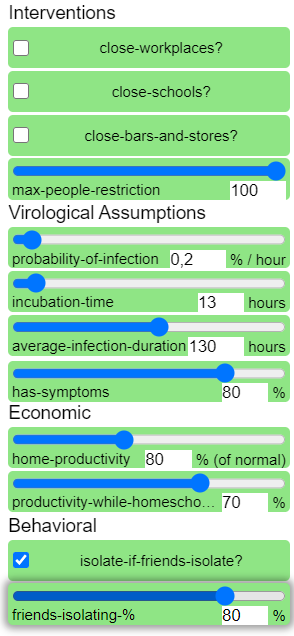 Interventions
close-workplaces?
close-schools?
close-bars-and-stores?
max-people-restriction 100
Virological Assumptions
probability-of-infection 0,2 % / hour
incubation-time 13 hours
average-infection-duration 130 hours
has-symptoms 80 %
Economic
home-productivity 80 % (of normal)
productivity-while-homescho... 70 %
Behavioral
isolate-if-friends-isolate?
friends-isolating-% 80 %